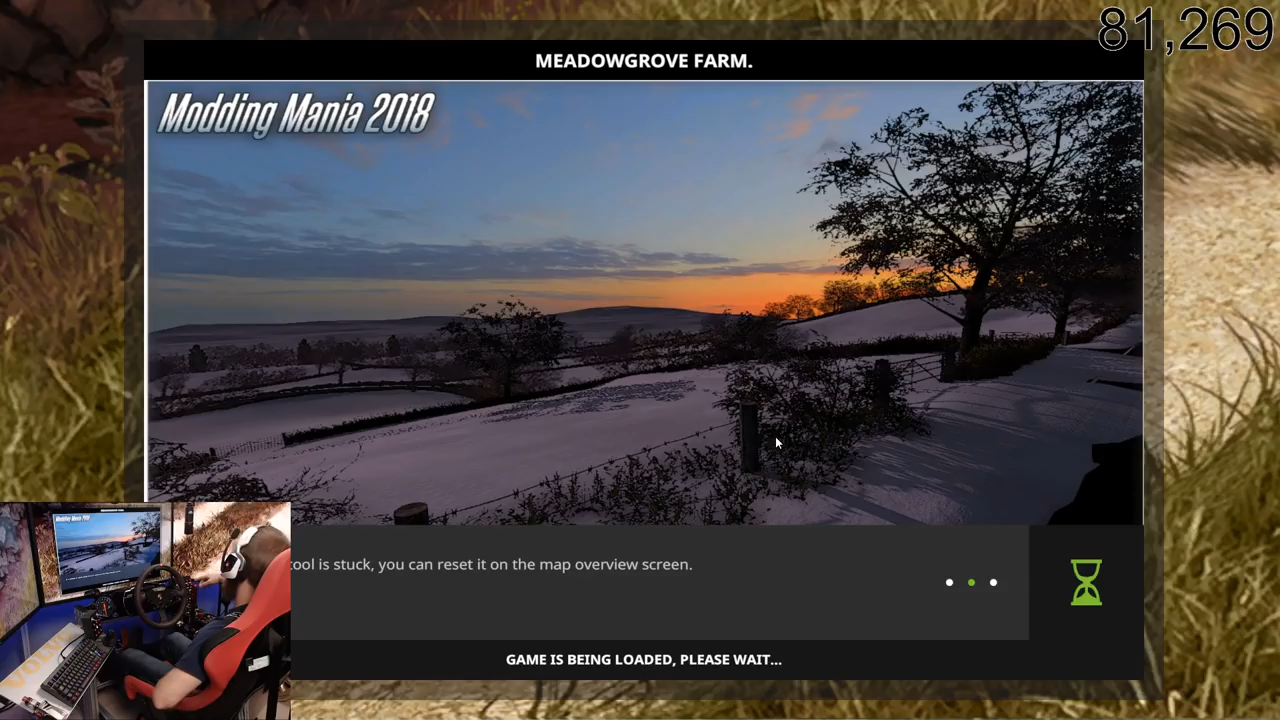 81,269
MEADOWGROVE FARM.
Modding Mania 2018
ool is stuck, you can reset it on the map overview screen.
GAME IS BEING LOADED, PLEASE WAIT...
VOLVO